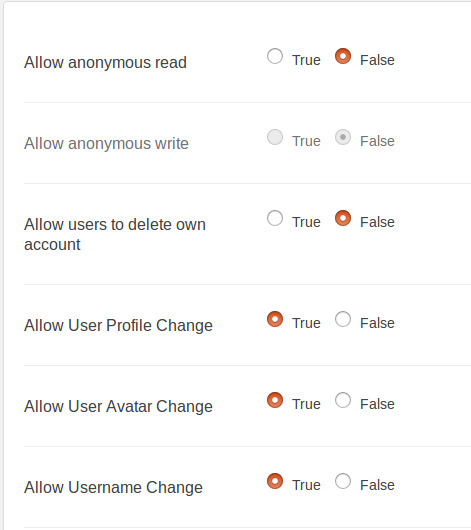 Allow anonymous read True False
Allow anonymous write True False
Allow users to delete own True False
account
Allow User Profile Change True False
Allow User Avatar Change True False
Allow Username Change True False